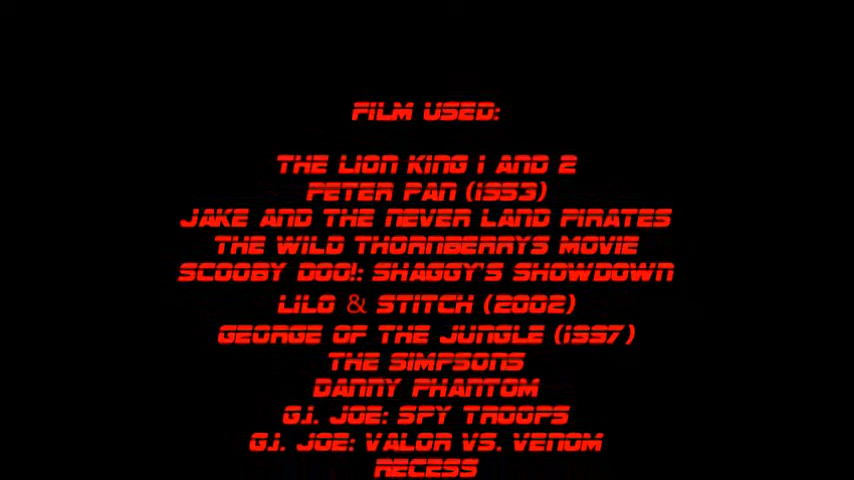 FILM USED:
THE LION KING 1 AND 2
PETER PAN (1953)
JAKE AND THE NEVER LAND PIRATES
THE WILD THORNBERRYS MOVIE
SCOOBY DOO!: SHAGGY'S SHOWDOWN
LILO & STITCH (2002)
GEORGE OF THE JUNGLE (1997)
THE SIMPSONS
DANNY PHANTOM
G.I. JOE: SPY TROOPS
G.I. JOE: VALOR VS. VENOM
RECESS